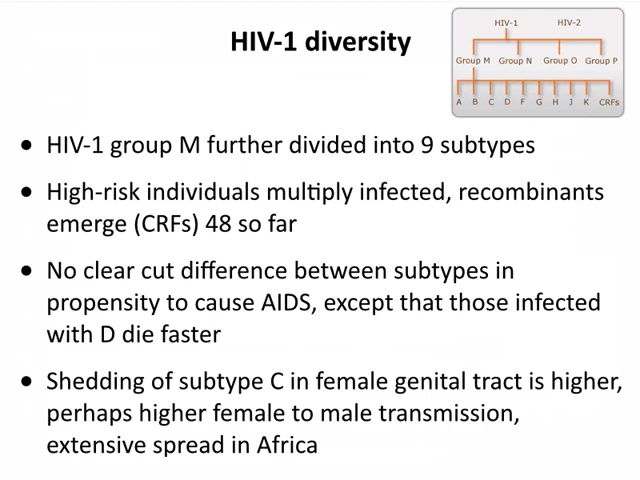 HIV-1 diversity
HIV-1 HIV-2
Group M Group N Group O Group P
A B C D F G H J K CRFs
● HIV-1 group M further divided into 9 subtypes
● High-risk individuals multiply infected, recombinants
emerge (CRFs) 48 so far
● No clear cut difference between subtypes in
propensity to cause AIDS, except that those infected
with D die faster
● Shedding of subtype C in female genital tract is higher,
perhaps higher female to male transmission,
extensive spread in Africa